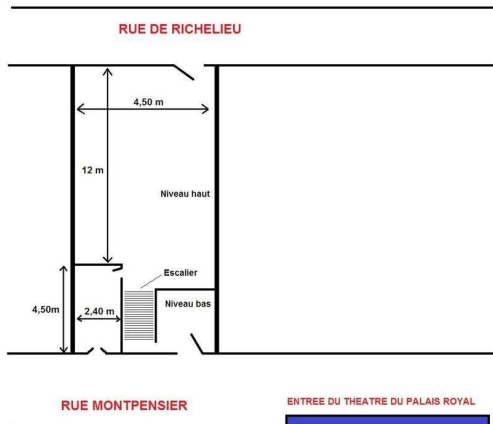 RUE DE RICHELIEU
4,50 m
12 m
Niveau haut
Escalier
Niveau bas
4,50m
2,40 m
RUE MONTPENSIER
ENTREE DU THEATRE DU PALAIS ROYAL